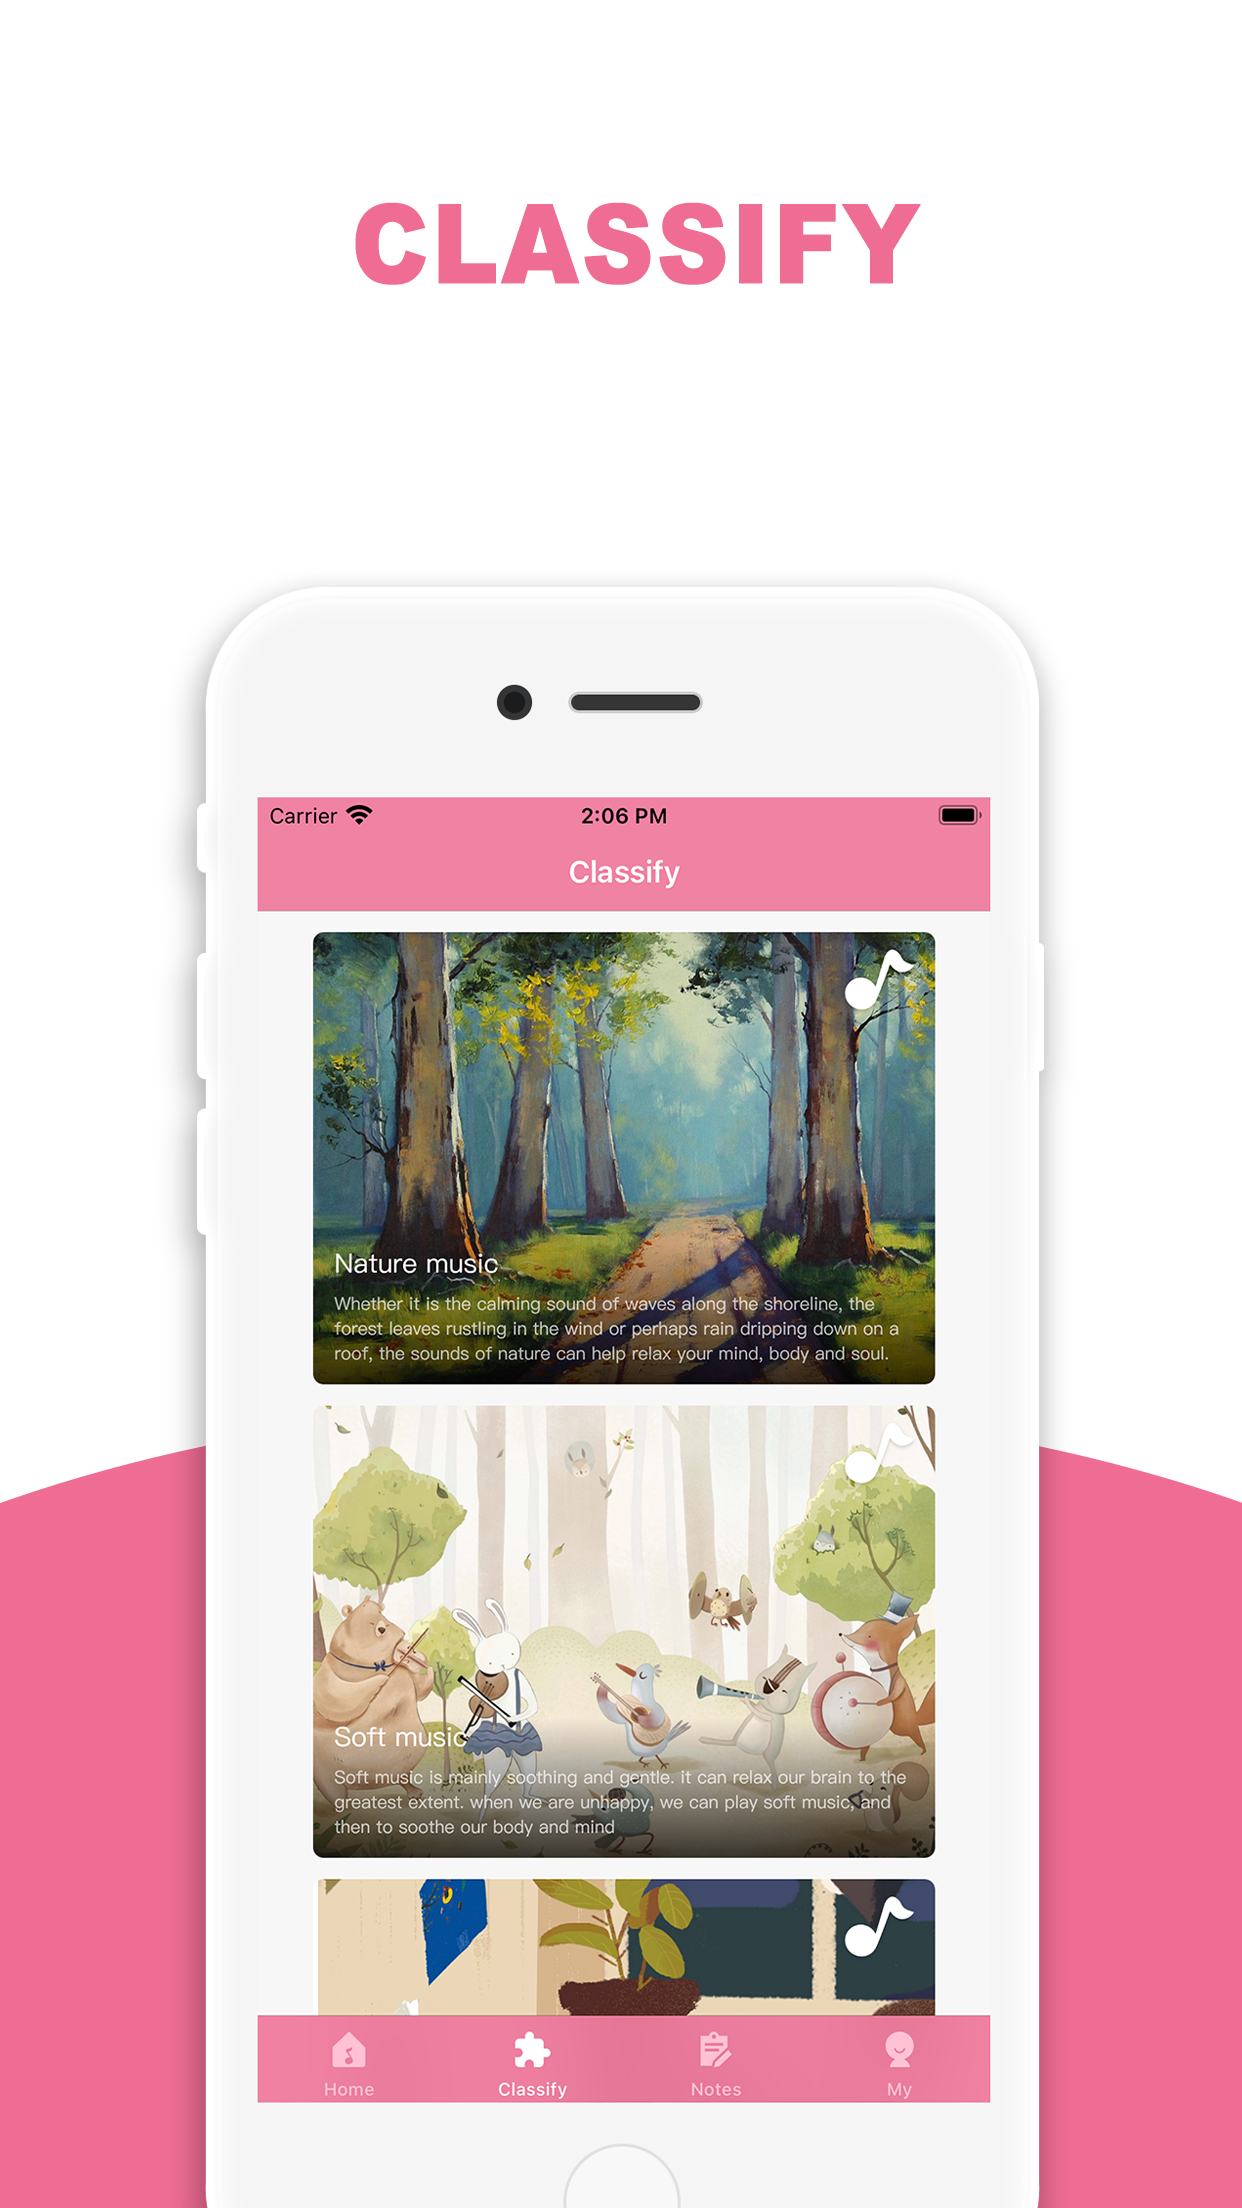 CLASSIFY
Carrier 2:06 PM
Classify
Nature music
Whether it is the calming sound of waves along the shoreline, the
forest leaves rustling in the wind or perhaps rain dripping down on a
roof, the sounds of nature can help relax your mind, body and soul.
Soft music
Soft music is mainly soothing and gentle. it can relax our brain to the
greatest extent. when we are unhappy, we can play soft music, and
then to soothe our body and mind
Home Classify Notes My